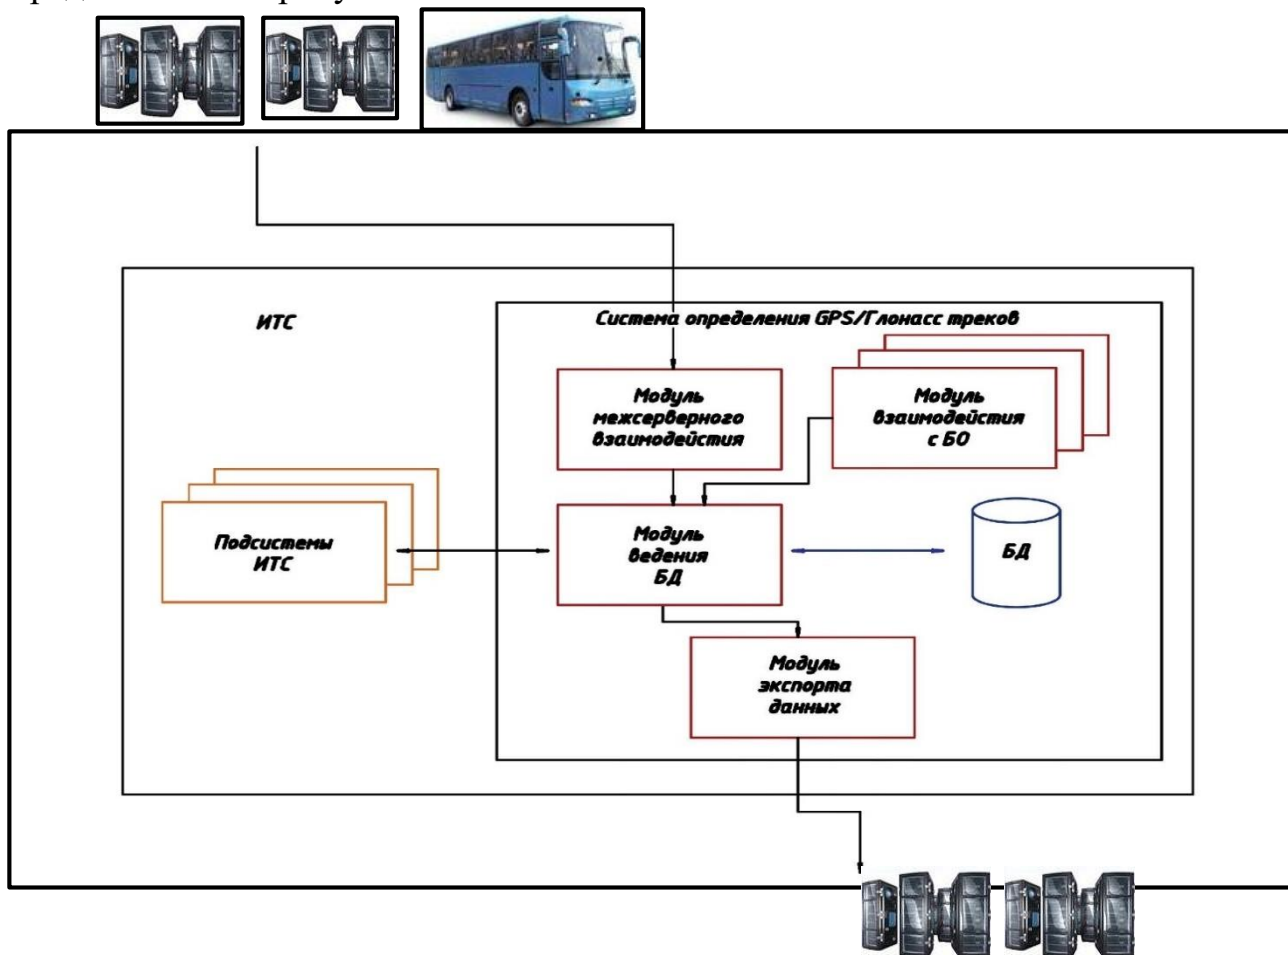 ИТС
Система определения GPS/Глонасс треков
Модуль
межсерверного
взаимодействия
Модуль
взаимодействия
с БО
Подсистемы
ИТС
Модуль
ведения
БД
БД
Модуль
экспорта
данных